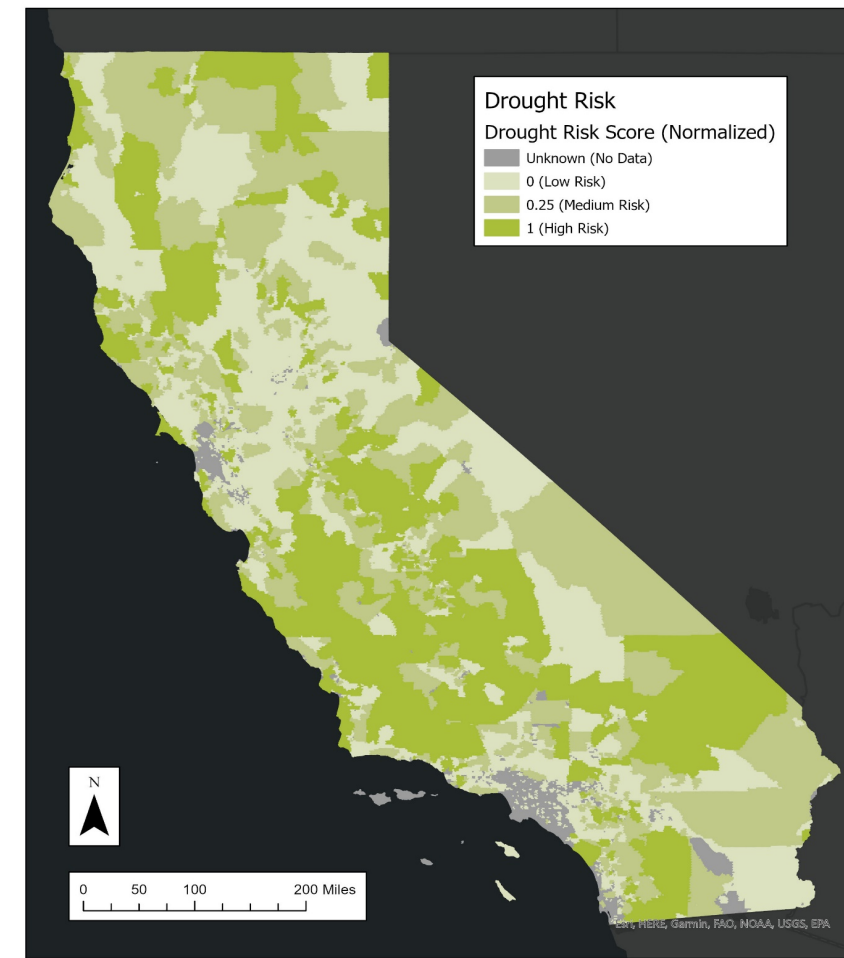 Drought Risk
Drought Risk Score (Normalized)
Unknown (No Data)
0 (Low Risk)
0.25 (Medium Risk)
1 (High Risk)
N
0 50 100 200 Miles
Esri, HERE, Garmin, FAO, NOAA, USGS, EPA